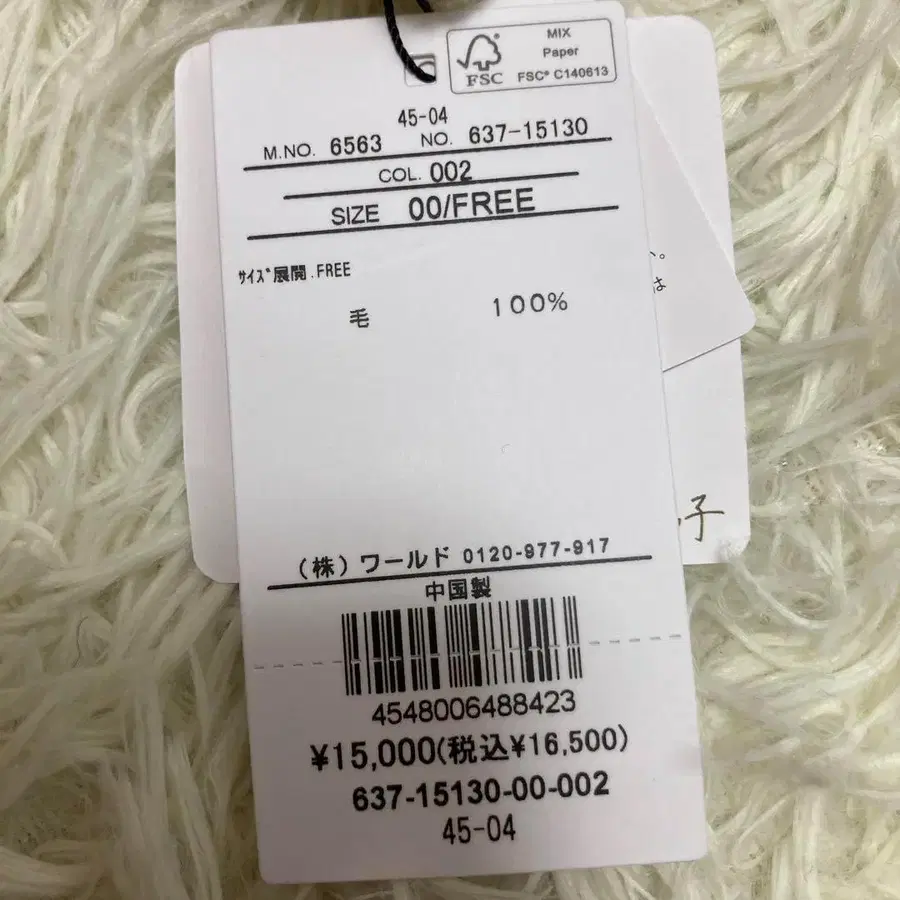 MIX
Paper
FSC
FSC® C140613
45-04
M.NO. 6563 NO. 637-15130
COL. 002
SIZE 00/FREE
ｻｲｽﾞ展開.FREE
毛 100%
。
は
子
(株)ワールド 0120-977-917
中国製
4548006488423
¥15,000(税込¥16,500)
637-15130-00-002
45-04